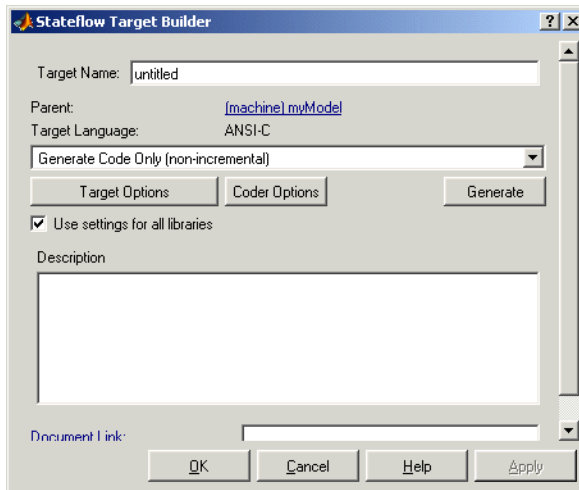 Stateflow Target Builder
Target Name: untitled
Parent: (machine) myModel
Target Language: ANSI-C
Generate Code Only (non-incremental)
Target Options Coder Options Generate
Use settings for all libraries
Description
Document Link:
OK Cancel Help Apply